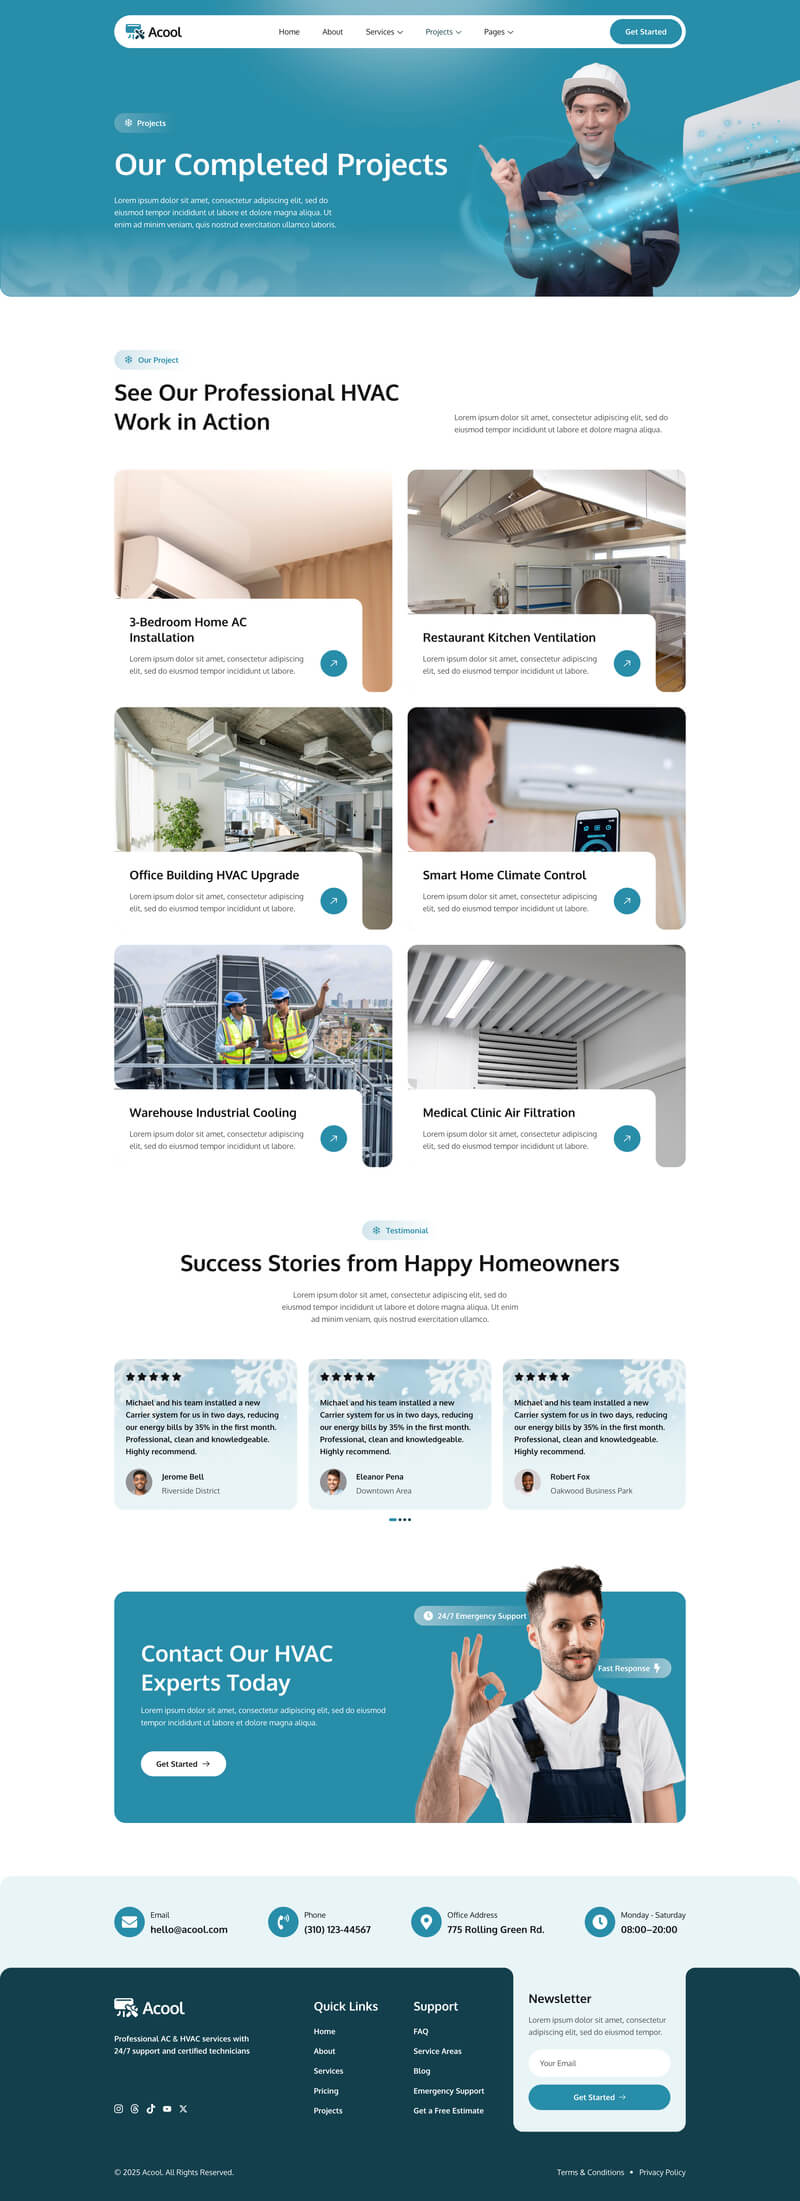 Acool
Home
About
Services
Projects
Pages
Get Started
Projects
Our Completed Projects
Lorem ipsum dolor sit amet, consectetur adipiscing elit, sed do
eiusmod tempor incididunt ut labore et dolore magna aliqua. Ut
enim ad minim veniam, quis nostrud exercitation ullamco laboris.
Our Project
See Our Professional HVAC
Work in Action
Lorem ipsum dolor sit amet, consectetur adipiscing elit, sed do
eiusmod tempor incididunt ut labore et dolore magna aliqua.
3-Bedroom Home AC
Installation
Lorem ipsum dolor sit amet, consectetur adipiscing
elit, sed do eiusmod tempor incididunt ut labore.
Restaurant Kitchen Ventilation
Lorem ipsum dolor sit amet, consectetur adipiscing
elit, sed do eiusmod tempor incididunt ut labore.
Office Building HVAC Upgrade
Lorem ipsum dolor sit amet, consectetur adipiscing
elit, sed do eiusmod tempor incididunt ut labore.
Smart Home Climate Control
Lorem ipsum dolor sit amet, consectetur adipiscing
elit, sed do eiusmod tempor incididunt ut labore.
Warehouse Industrial Cooling
Lorem ipsum dolor sit amet, consectetur adipiscing
elit, sed do eiusmod tempor incididunt ut labore.
Medical Clinic Air Filtration
Lorem ipsum dolor sit amet, consectetur adipiscing
elit, sed do eiusmod tempor incididunt ut labore.
Testimonial
Success Stories from Happy Homeowners
Lorem ipsum dolor sit amet, consectetur adipiscing elit, sed do
eiusmod tempor incididunt ut labore et dolore magna aliqua. Ut enim
ad minim veniam, quis nostrud exercitation ullamco.
Michael and his team installed a new
Carrier system for us in two days, reducing
our energy bills by 35% in the first month.
Professional, clean and knowledgeable.
Highly recommend.
Jerome Bell
Riverside District
Michael and his team installed a new
Carrier system for us in two days, reducing
our energy bills by 35% in the first month.
Professional, clean and knowledgeable.
Highly recommend.
Eleanor Pena
Downtown Area
Michael and his team installed a new
Carrier system for us in two days, reducing
our energy bills by 35% in the first month.
Professional, clean and knowledgeable.
Highly recommend.
Robert Fox
Oakwood Business Park
24/7 Emergency Support
Fast Response
Contact Our HVAC
Experts Today
Lorem ipsum dolor sit amet, consectetur adipiscing elit, sed do eiusmod
tempor incididunt ut labore et dolore magna aliqua.
Get Started
Email
hello@acool.com
Phone
(310) 123-44567
Office Address
775 Rolling Green Rd.
Monday - Saturday
08:00–20:00
Acool
Professional AC & HVAC services with
24/7 support and certified technicians
Quick Links
Home
About
Services
Pricing
Projects
Support
FAQ
Service Areas
Blog
Emergency Support
Get a Free Estimate
Newsletter
Lorem ipsum dolor sit amet, consectetur
adipiscing elit, sed do eiusmod tempor.
Your Email
Get Started
© 2025 Acool. All Rights Reserved.
Terms & Conditions • Privacy Policy